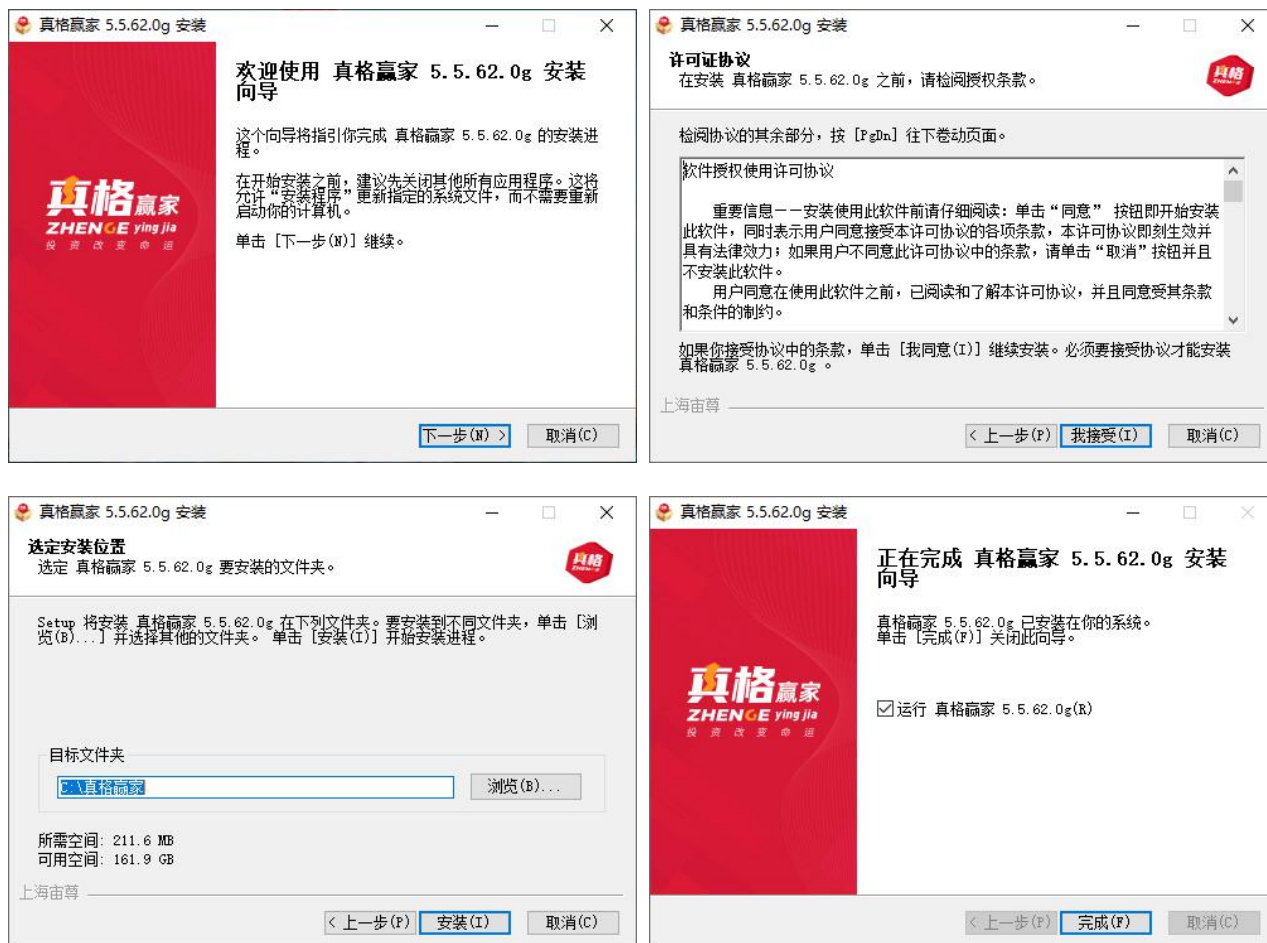 真格赢家 5.5.62.0g 安装
真格赢家
ZHENGE ying jia
投资改变命运
欢迎使用 真格赢家 5.5.62.0g 安装
向导
这个向导将指引你完成 真格赢家 5.5.62.0g 的安装进
程。
在开始安装之前，建议先关闭其他所有应用程序。这将
允许“安装程序”更新指定的系统文件，而不需要重新
启动你的计算机。
单击 [下一步(N)] 继续。
下一步(N) >
取消(C)
真格赢家 5.5.62.0g 安装
许可证协议
在安装 真格赢家 5.5.62.0g 之前，请检阅授权条款。
真格
检阅协议的其余部分，按 [PgDn] 往下卷动页面。
软件授权使用许可协议
重要信息——安装使用此软件前请仔细阅读：单击“同意” 按钮即开始安装
此软件，同时表示用户同意接受本许可协议的各项条款，本许可协议即刻生效并
具有法律效力；如果用户不同意此许可协议中的条款，请单击“取消”按钮并且
不安装此软件。
用户同意在使用此软件之前，已阅读和了解本许可协议，并且同意受其条款
和条件的制约。
如果你接受协议中的条款，单击 [我同意(I)] 继续安装。必须要接受协议才能安装
真格赢家 5.5.62.0g 。
上海宙尊
< 上一步(P)
我接受(I)
取消(C)
真格赢家 5.5.62.0g 安装
选定安装位置
选定 真格赢家 5.5.62.0g 要安装的文件夹。
真格
Setup 将安装 真格赢家 5.5.62.0g 在下列文件夹。要安装到不同文件夹，单击 [浏
览(B)...] 并选择其他的文件夹。 单击 [安装(I)] 开始安装进程。
目标文件夹
C:\真格赢家
浏览(B)...
所需空间: 211.6 MB
可用空间: 161.9 GB
上海宙尊
< 上一步(P)
安装(I)
取消(C)
真格赢家 5.5.62.0g 安装
真格赢家
ZHENGE ying jia
投资改变命运
正在完成 真格赢家 5.5.62.0g 安装
向导
真格赢家 5.5.62.0g 已安装在你的系统。
单击 [完成(F)] 关闭此向导。
运行 真格赢家 5.5.62.0g(R)
< 上一步(P)
完成(F)
取消(C)